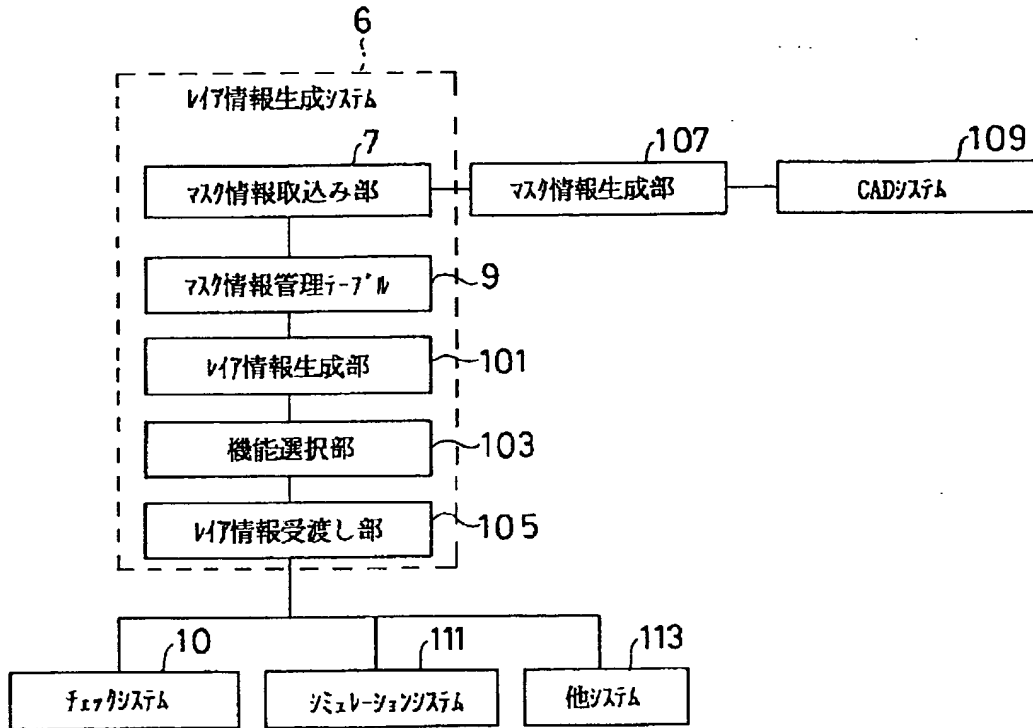 6
レイア情報生成システム
7
107
109
マスク情報取込み部
マスク情報生成部
CADシステム
マスク情報管理テーブル
9
レイア情報生成部
101
機能選択部
103
レイア情報受渡し部
105
10
111
113
チェックシステム
シミュレーションシステム
他システム